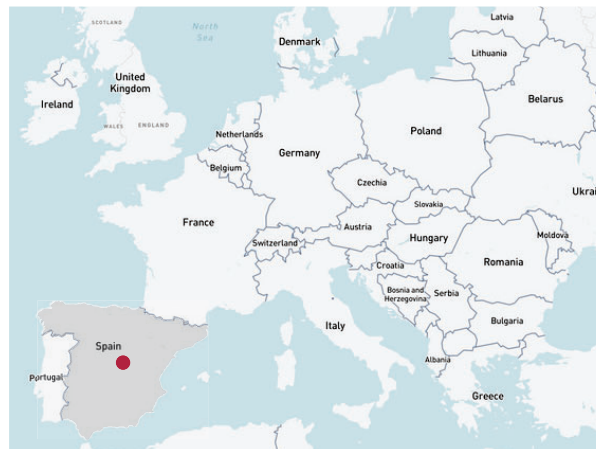 SCOTLAND
North
Sea
Denmark
Latvia
Lithuania
United
Kingdom
Ireland
Belarus
WALES
ENGLAND
Netherlands
Poland
Germany
Belgium
Czechia
Ukrai
Slovakia
France
Austria
Moldova
Switzerland
Hungary
Croatia
Romania
Bosnia and
Herzegovina
Serbia
Italy
Bulgaria
Spain
Albania
Portugal
Greece